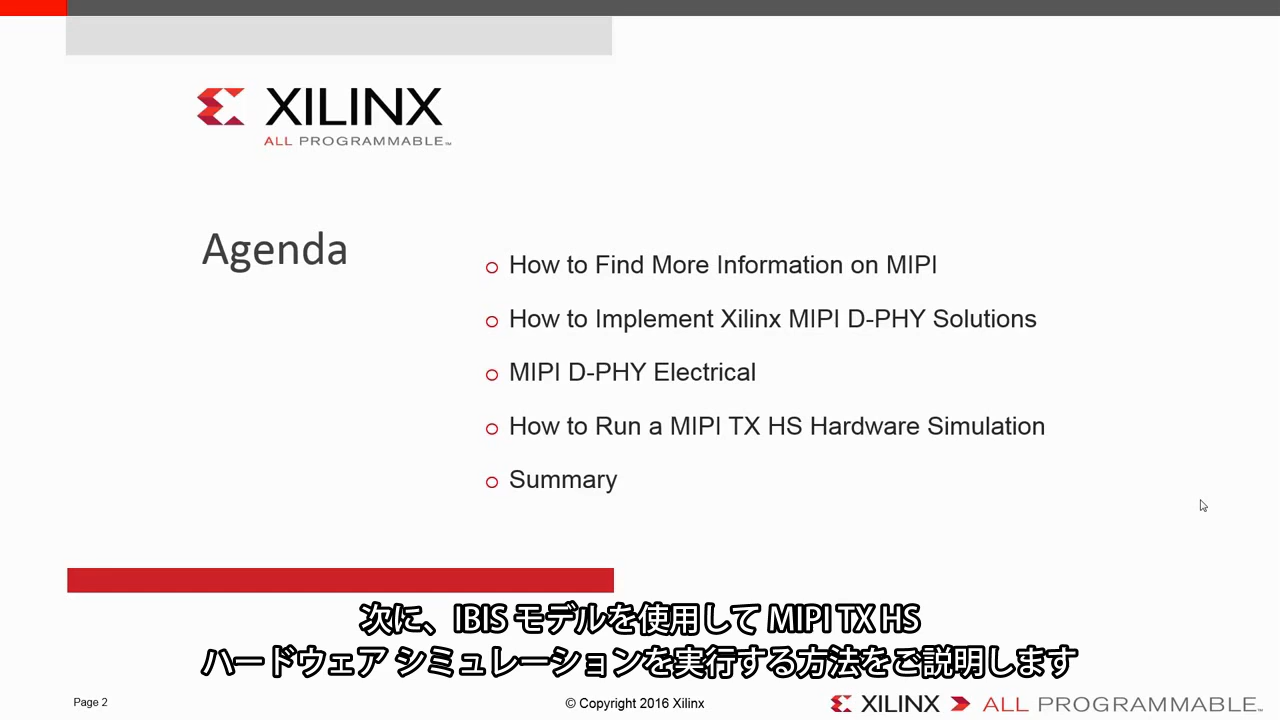 XILINX
ALL PROGRAMMABLE™
Agenda
How to Find More Information on MIPI
How to Implement Xilinx MIPI D-PHY Solutions
MIPI D-PHY Electrical
How to Run a MIPI TX HS Hardware Simulation
Summary
次に、IBIS モデルを使用して MIPI TX HS
ハードウェア シミュレーションを実行する方法をご説明します
Page 2
© Copyright 2016 Xilinx
XILINX ALL PROGRAMMABLE™